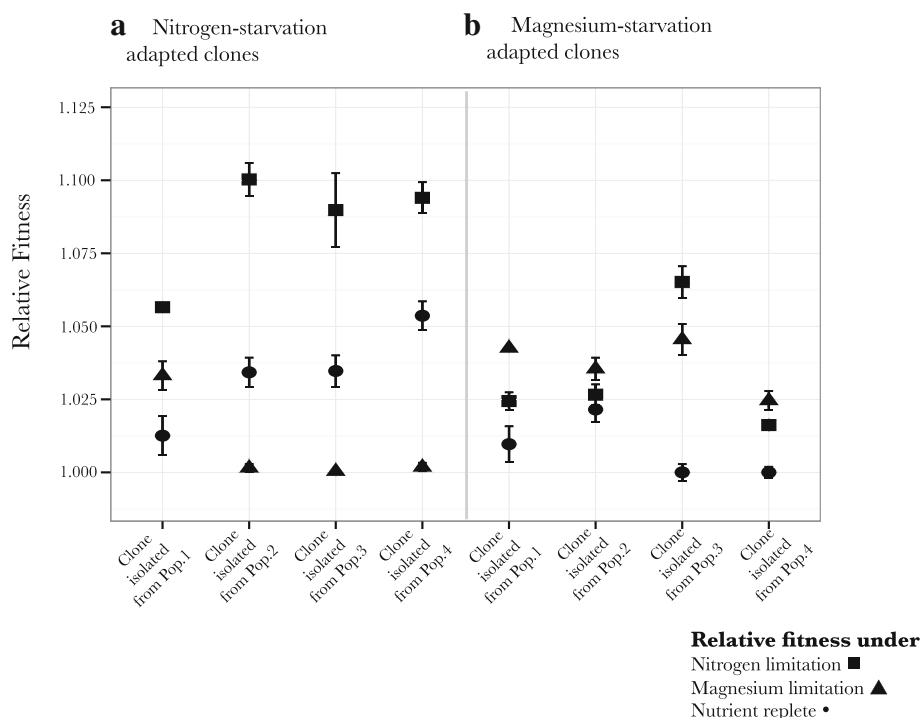 a Nitrogen-starvation
adapted clones
b Magnesium-starvation
adapted clones
Relative Fitness
1.125
1.100
1.075
1.050
1.025
1.000
Clone
isolated
from Pop.1
Clone
isolated
from Pop.2
Clone
isolated
from Pop.3
Clone
isolated
from Pop.4
Clone
isolated
from Pop.1
Clone
isolated
from Pop.2
Clone
isolated
from Pop.3
Clone
isolated
from Pop.4
Relative fitness under
Nitrogen limitation
Magnesium limitation
Nutrient replete